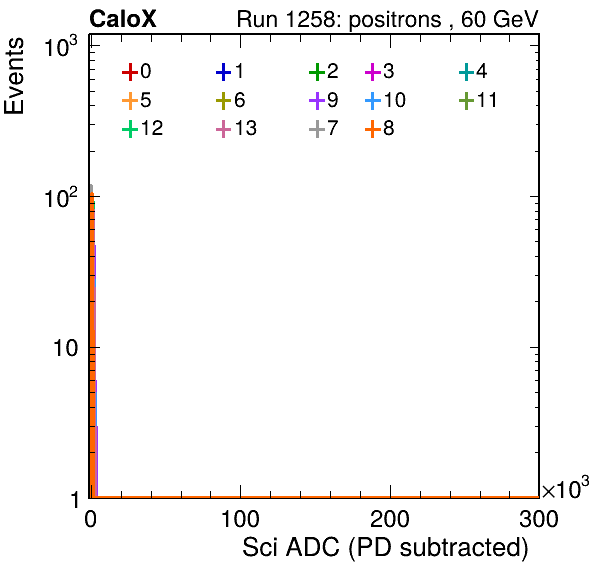 CaloX Run 1258: positrons , 60 GeV
Events
10³
0 1 2 3 4
5 6 9 10 11
12 13 7 8
10²
10
1
0 100 200 300
×10³
Sci ADC (PD subtracted)